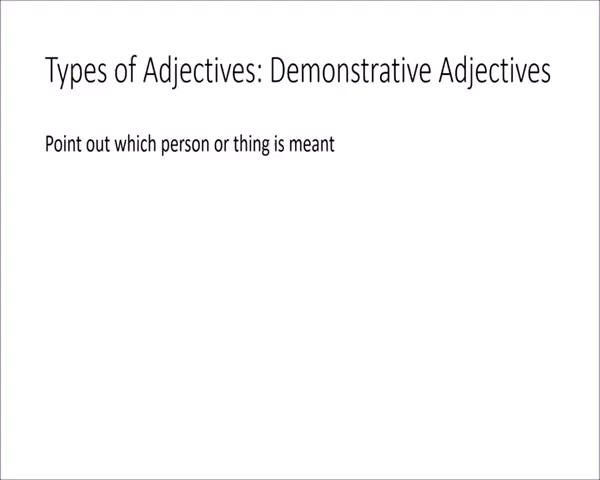 Types of Adjectives: Demonstrative Adjectives
Point out which person or thing is meant